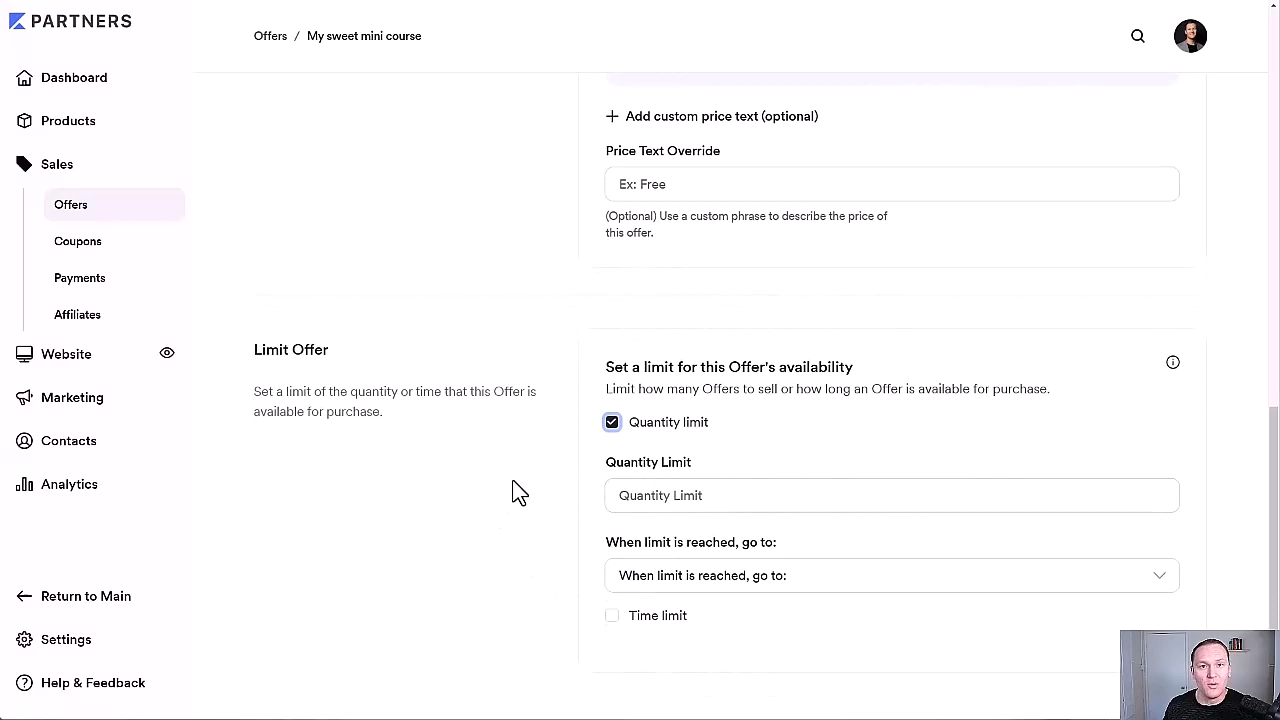 PARTNERS
Offers / My sweet mini course
Dashboard
Products
Sales
Offers
Coupons
Payments
Affiliates
Website
Marketing
Contacts
Analytics
Return to Main
Settings
Help & Feedback
Add custom price text (optional)
Price Text Override
Ex: Free
(Optional) Use a custom phrase to describe the price of
this offer.
Limit Offer
Set a limit of the quantity or time that this Offer is
available for purchase.
Set a limit for this Offer's availability
Limit how many Offers to sell or how long an Offer is available for purchase.
Quantity limit
Quantity Limit
Quantity Limit
When limit is reached, go to:
When limit is reached, go to:
Time limit